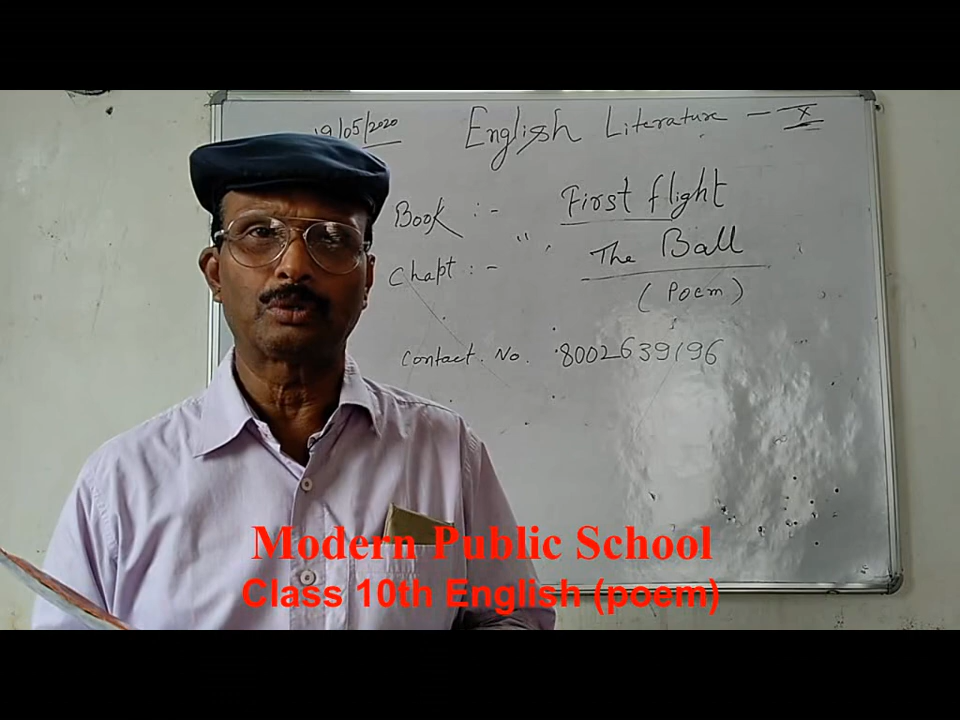 19/05/2020
English Literature - X
Book :- First flight
Chapt :- " The Ball
(Poem)
Contact. No. 8002639196
Modern Public School
Class 10th English (poem)